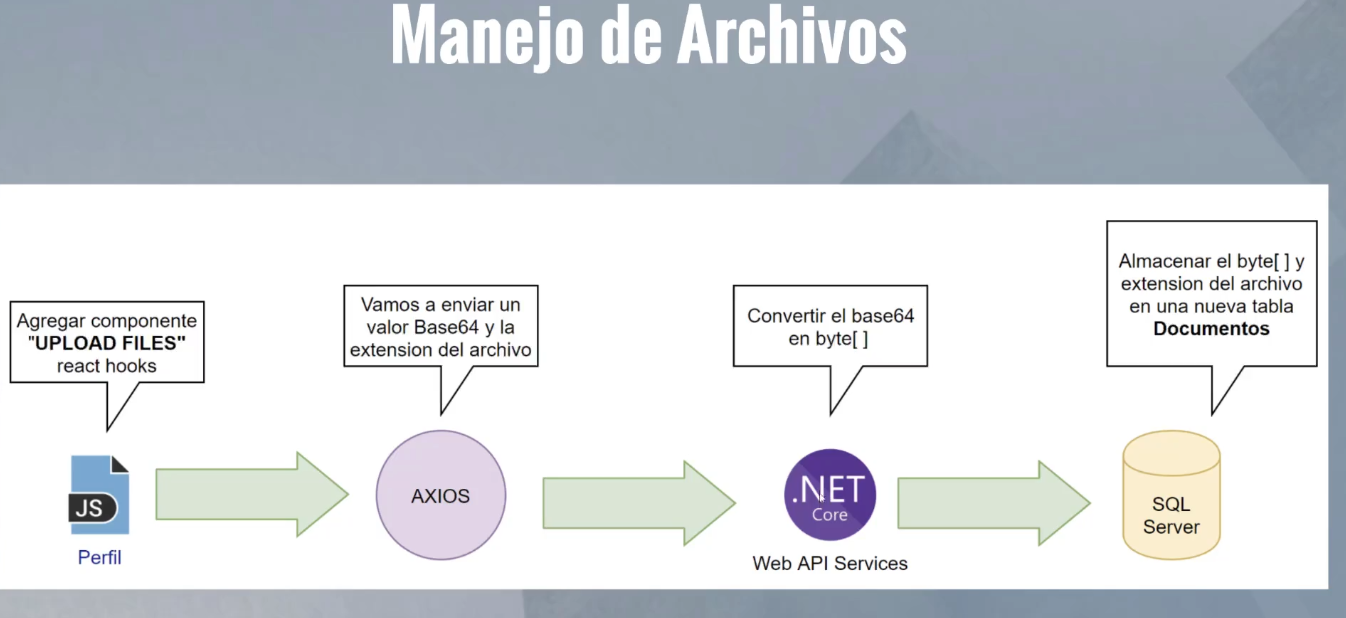 Manejo de Archivos
Agregar componente
"UPLOAD FILES"
react hooks
Vamos a enviar un
valor Base64 y la
extension del archivo
Convertir el base64
en byte[ ]
Almacenar el byte[ ] y
extension del archivo
en una nueva tabla
Documentos
JS
Perfil
AXIOS
.NET
Core
Web API Services
SQL
Server